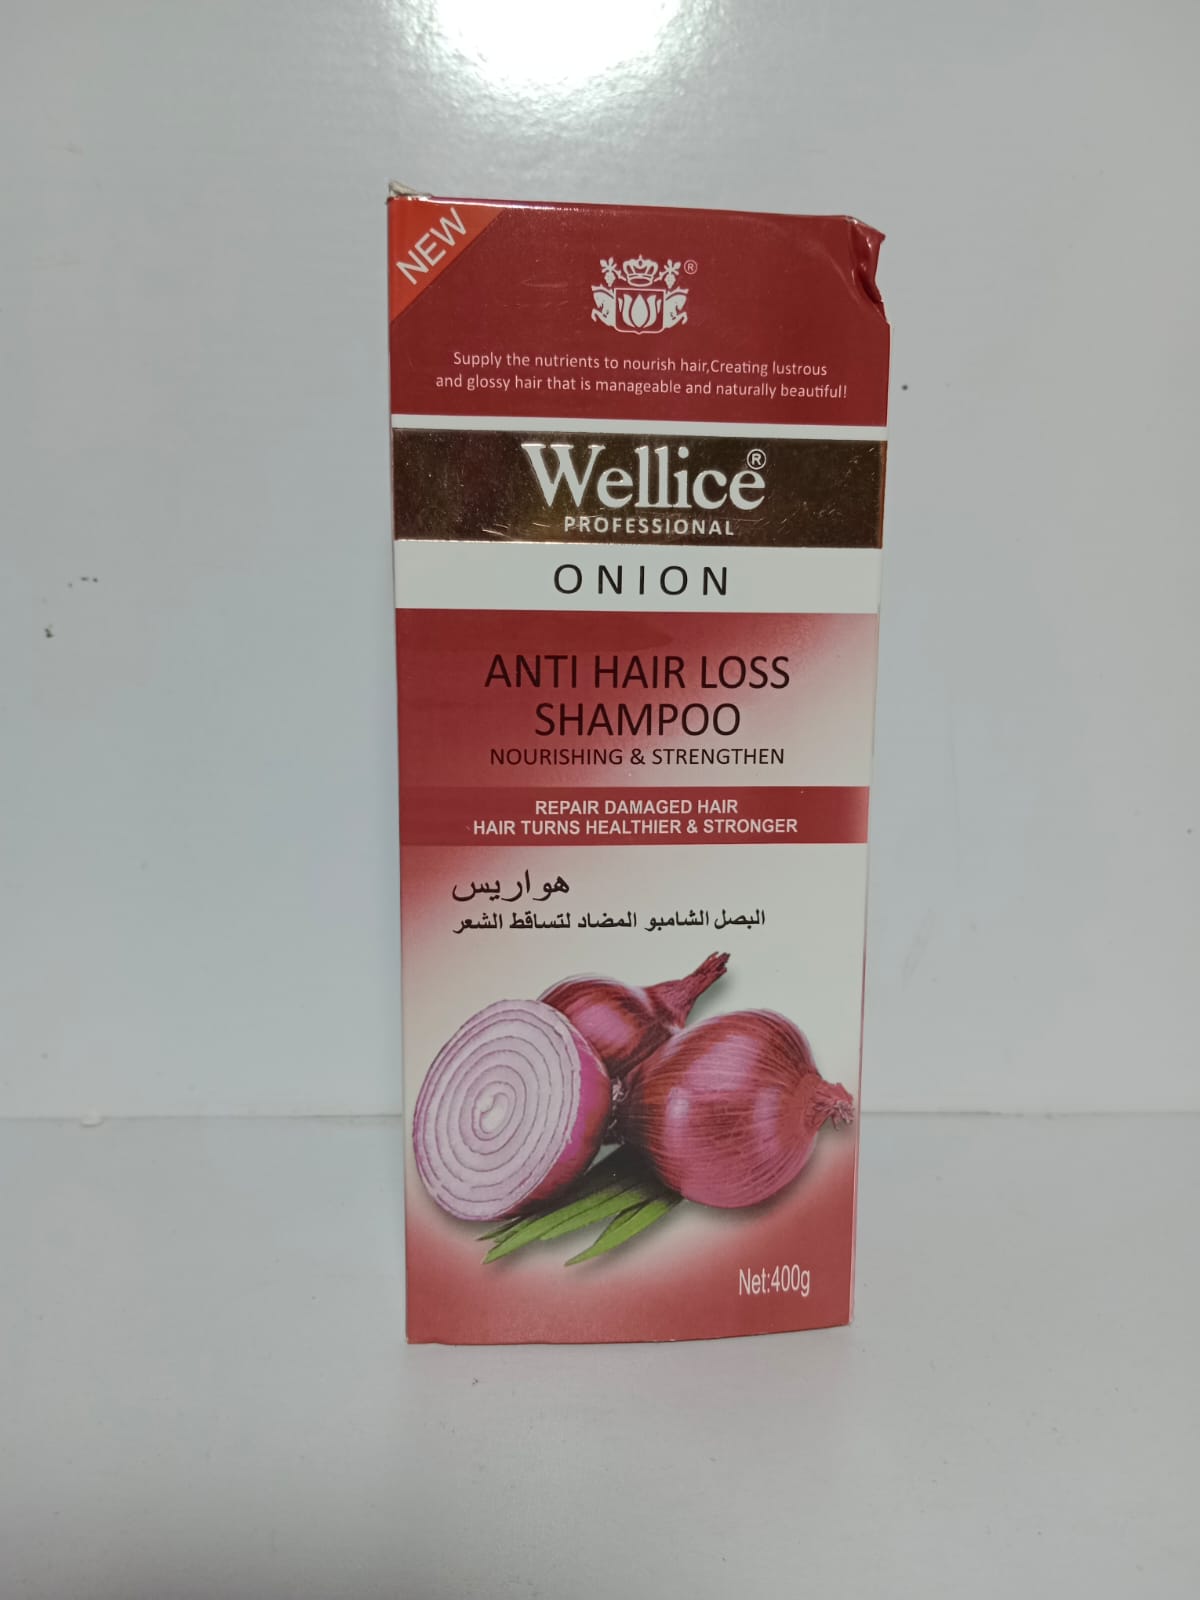 NEW
®
Supply the nutrients to nourish hair,Creating lustrous
and glossy hair that is manageable and naturally beautiful!
Wellice®
PROFESSIONAL
ONION
ANTI HAIR LOSS
SHAMPOO
NOURISHING & STRENGTHEN
REPAIR DAMAGED HAIR
HAIR TURNS HEALTHIER & STRONGER
هواريس
البصل الشامبو المضاد لتساقط الشعر
Net:400g